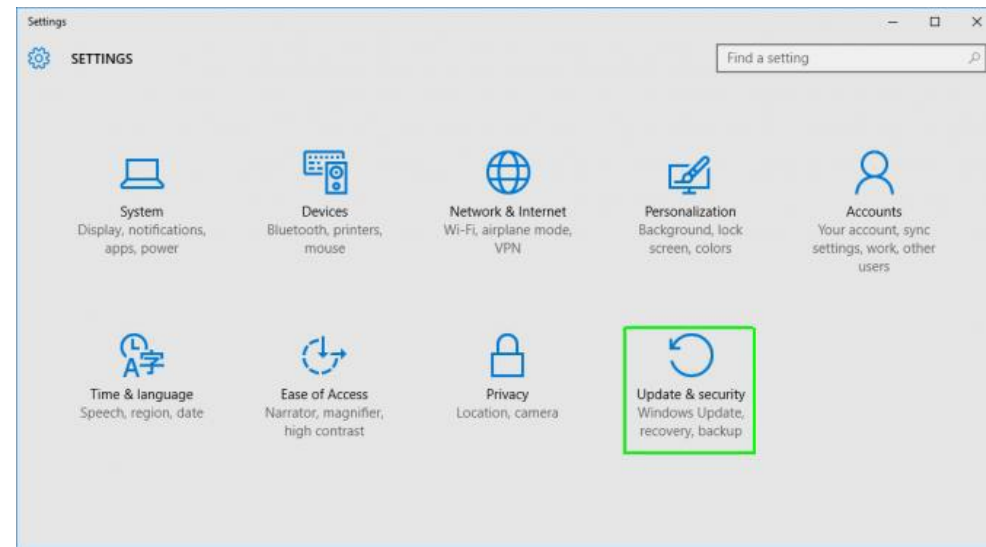 Settings
SETTINGS
Find a setting
System
Display, notifications,
apps, power
Devices
Bluetooth, printers,
mouse
Network & Internet
Wi-Fi, airplane mode,
VPN
Personalization
Background, lock
screen, colors
Accounts
Your account, sync
settings, work, other
users
A字
Time & language
Speech, region, date
Ease of Access
Narrator, magnifier,
high contrast
Privacy
Location, camera
Update & security
Windows Update,
recovery, backup